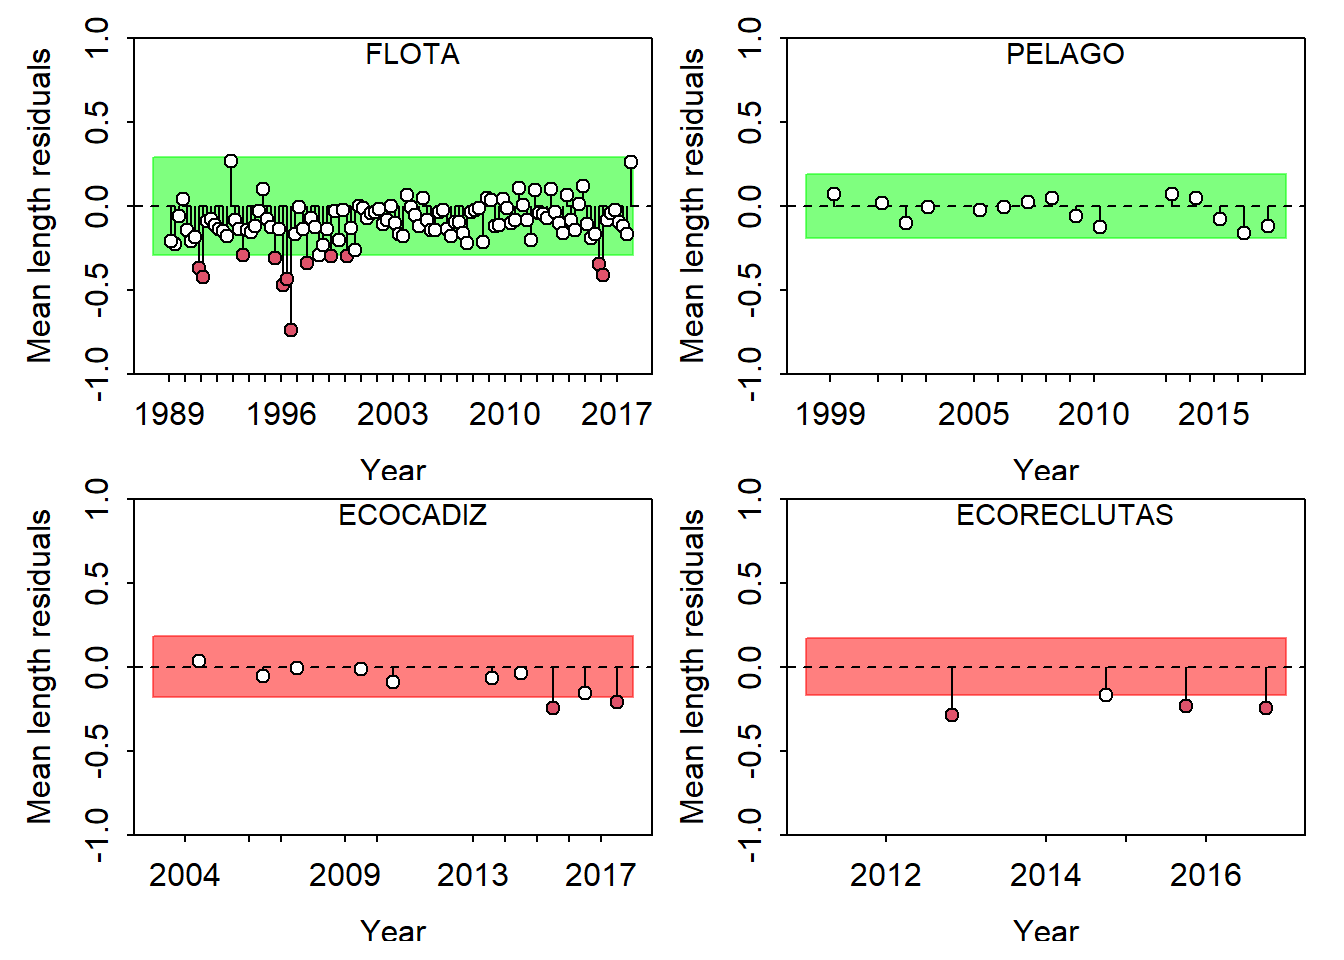 FLOTA
Mean length residuals
1.0
0.5
0.0
-0.5
-1.0
1989 1996 2003 2010 2017
Year
PELAGO
Mean length residuals
1.0
0.5
0.0
-0.5
-1.0
1999 2005 2010 2015
Year
ECOCADIZ
Mean length residuals
1.0
0.5
0.0
-0.5
-1.0
2004 2009 2013 2017
Year
ECORECLUTAS
Mean length residuals
1.0
0.5
0.0
-0.5
-1.0
2012 2014 2016
Year